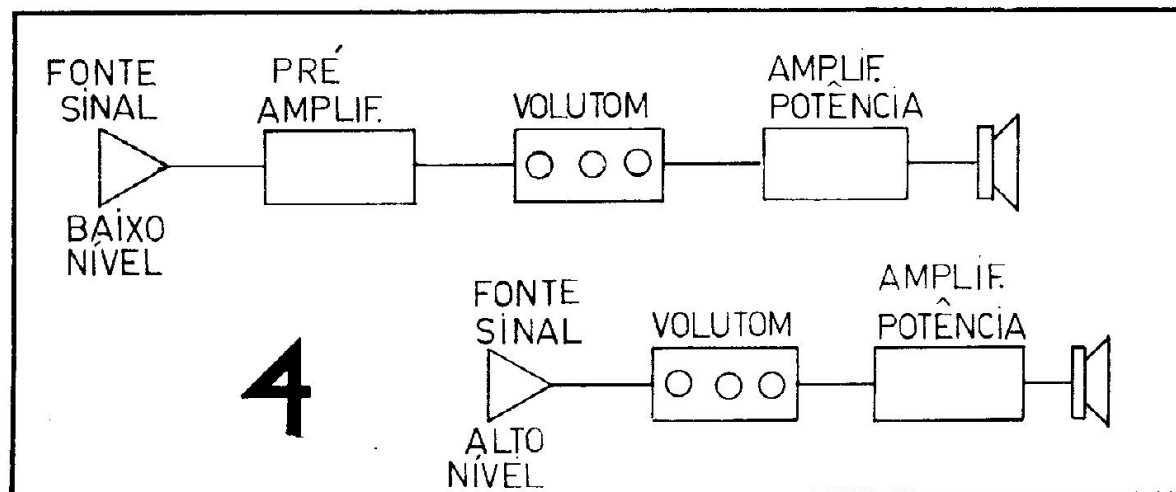 FONTE
SINAL
BAIXO
NÍVEL
PRÉ
AMPLIF.
VOLUTOM
AMPLIF.
POTÊNCIA
FONTE
SINAL
ALTO
NÍVEL
VOLUTOM
AMPLIF.
POTÊNCIA
4